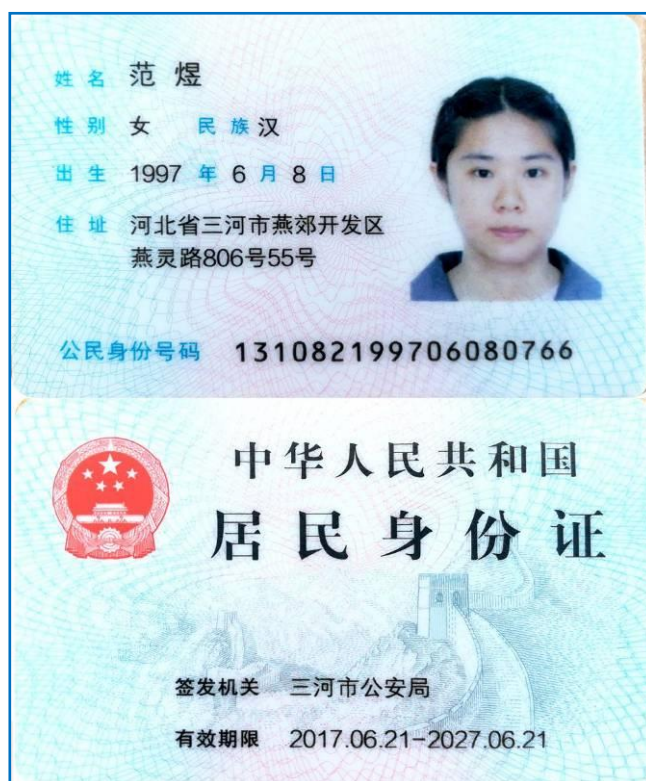 姓名 范煜
性别 女 民族 汉
出生 1997 年 6 月 8 日
住址 河北省三河市燕郊开发区
燕灵路806号55号
公民身份号码 131082199706080766
中华人民共和国
居民身份证
签发机关 三河市公安局
有效期限 2017.06.21-2027.06.21